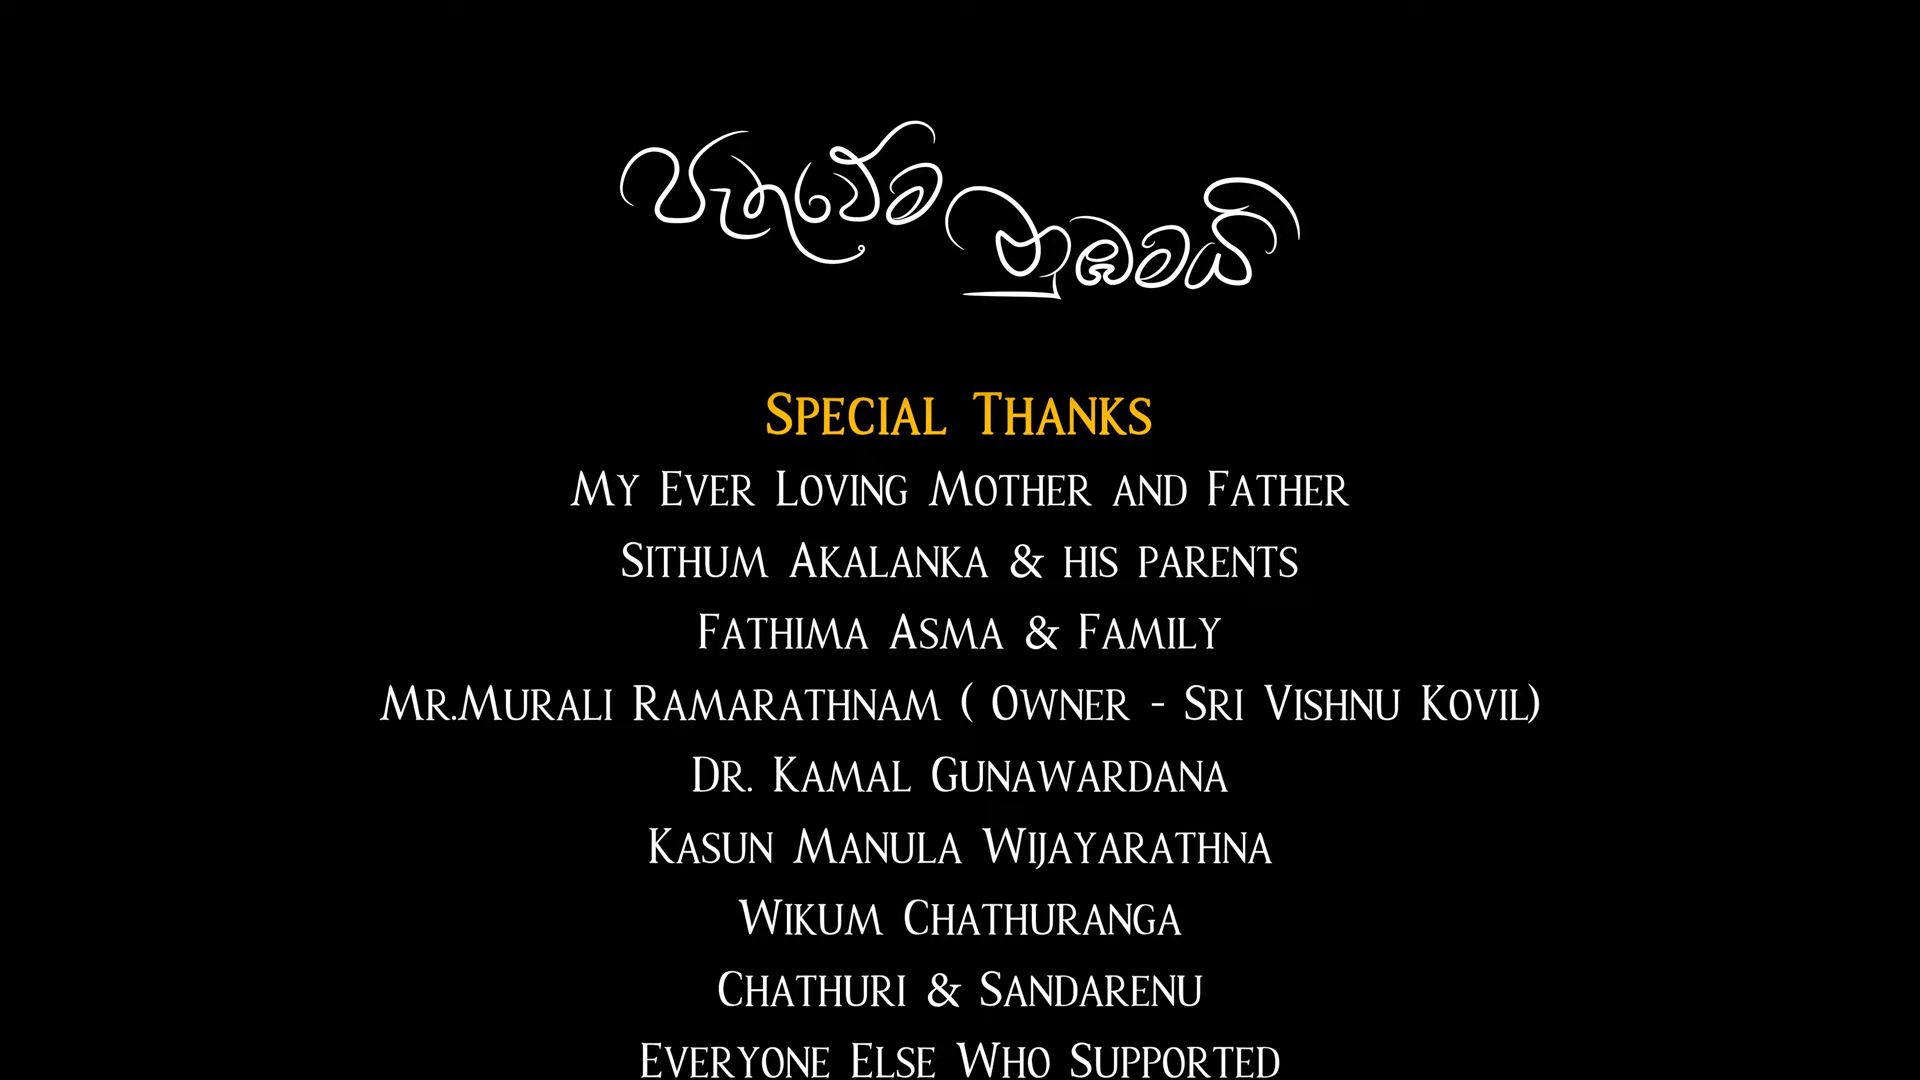 පැතුවේම නුඹමයි
Special Thanks
My Ever Loving Mother and Father
Sithum Akalanka & his parents
Fathima Asma & Family
Mr.Murali Ramarathnam ( Owner - Sri Vishnu Kovil)
Dr. Kamal Gunawardana
Kasun Manula Wijayarathna
Wikum Chathuranga
Chathuri & Sandarenu
Everyone Else Who Supported